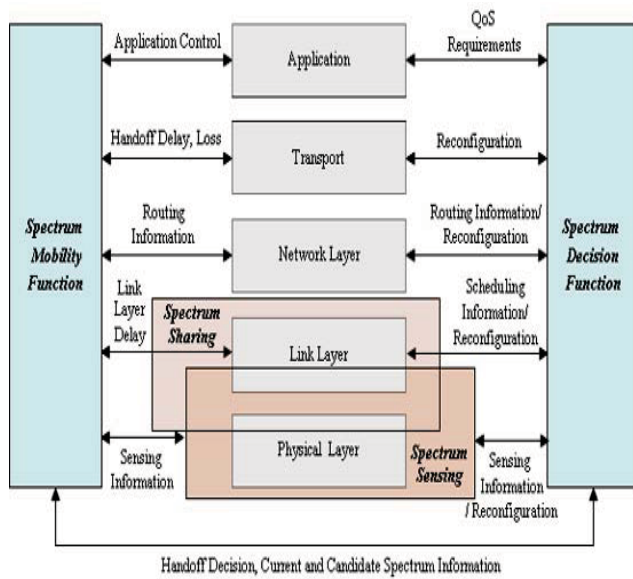 QoS
Requirements
Application Control
Application
Handoff Delay, Loss
Transport
Reconfiguration
Spectrum
Mobility
Function
Routing
Information
Network Layer
Routing Information/
Reconfiguration
Spectrum
Decision
Function
Link
Layer
Delay
Spectrum
Sharing
Link Layer
Scheduling
Information/
Reconfiguration
Sensing
Information
Physical Layer
Spectrum
Sensing
Sensing
Information
/ Reconfiguration
Handoff Decision, Current and Candidate Spectrum Information